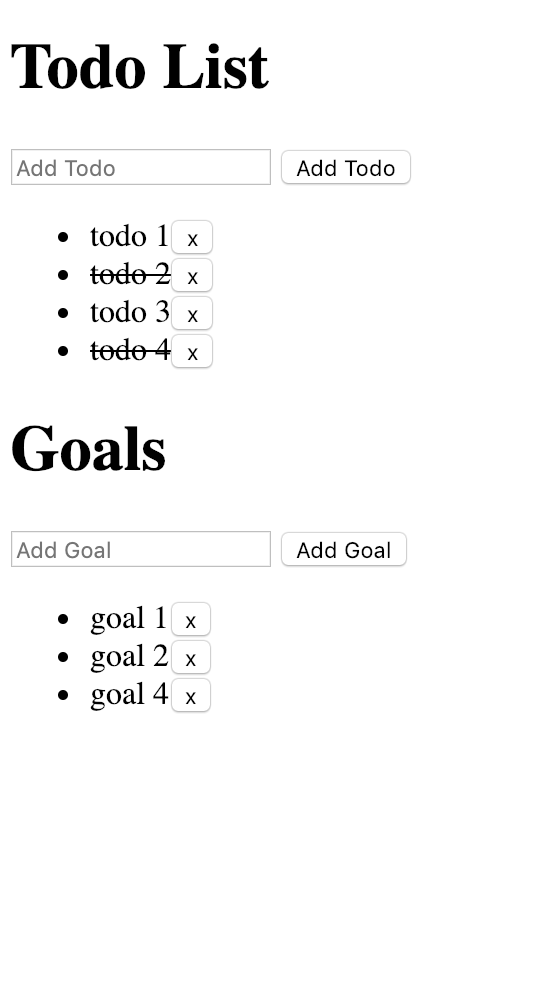 Todo List
Add Todo Add Todo
todo 1 x
todo 2 x
todo 3 x
todo 4 x
Goals
Add Goal Add Goal
goal 1 x
goal 2 x
goal 4 x